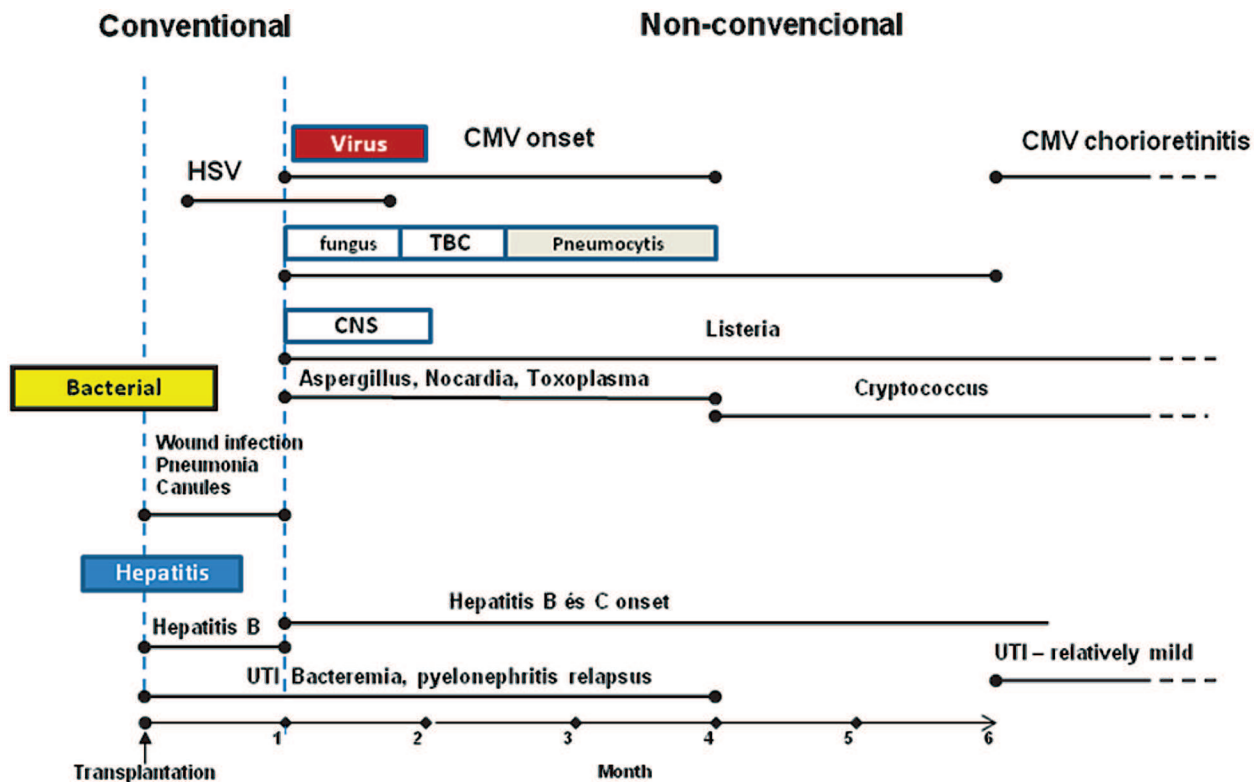 Conventional
Non-convencional
Virus
CMV onset
CMV chorioretinitis
HSV
fungus
TBC
Pneumocytis
CNS
Listeria
Bacterial
Aspergillus, Nocardia, Toxoplasma
Cryptococcus
Wound infection
Pneumonia
Canules
Hepatitis
Hepatitis B és C onset
Hepatitis B
UTI – relatively mild
UTI Bacteremia, pyelonephritis relapsus
1 2 3 4 5 6
Transplantation
Month